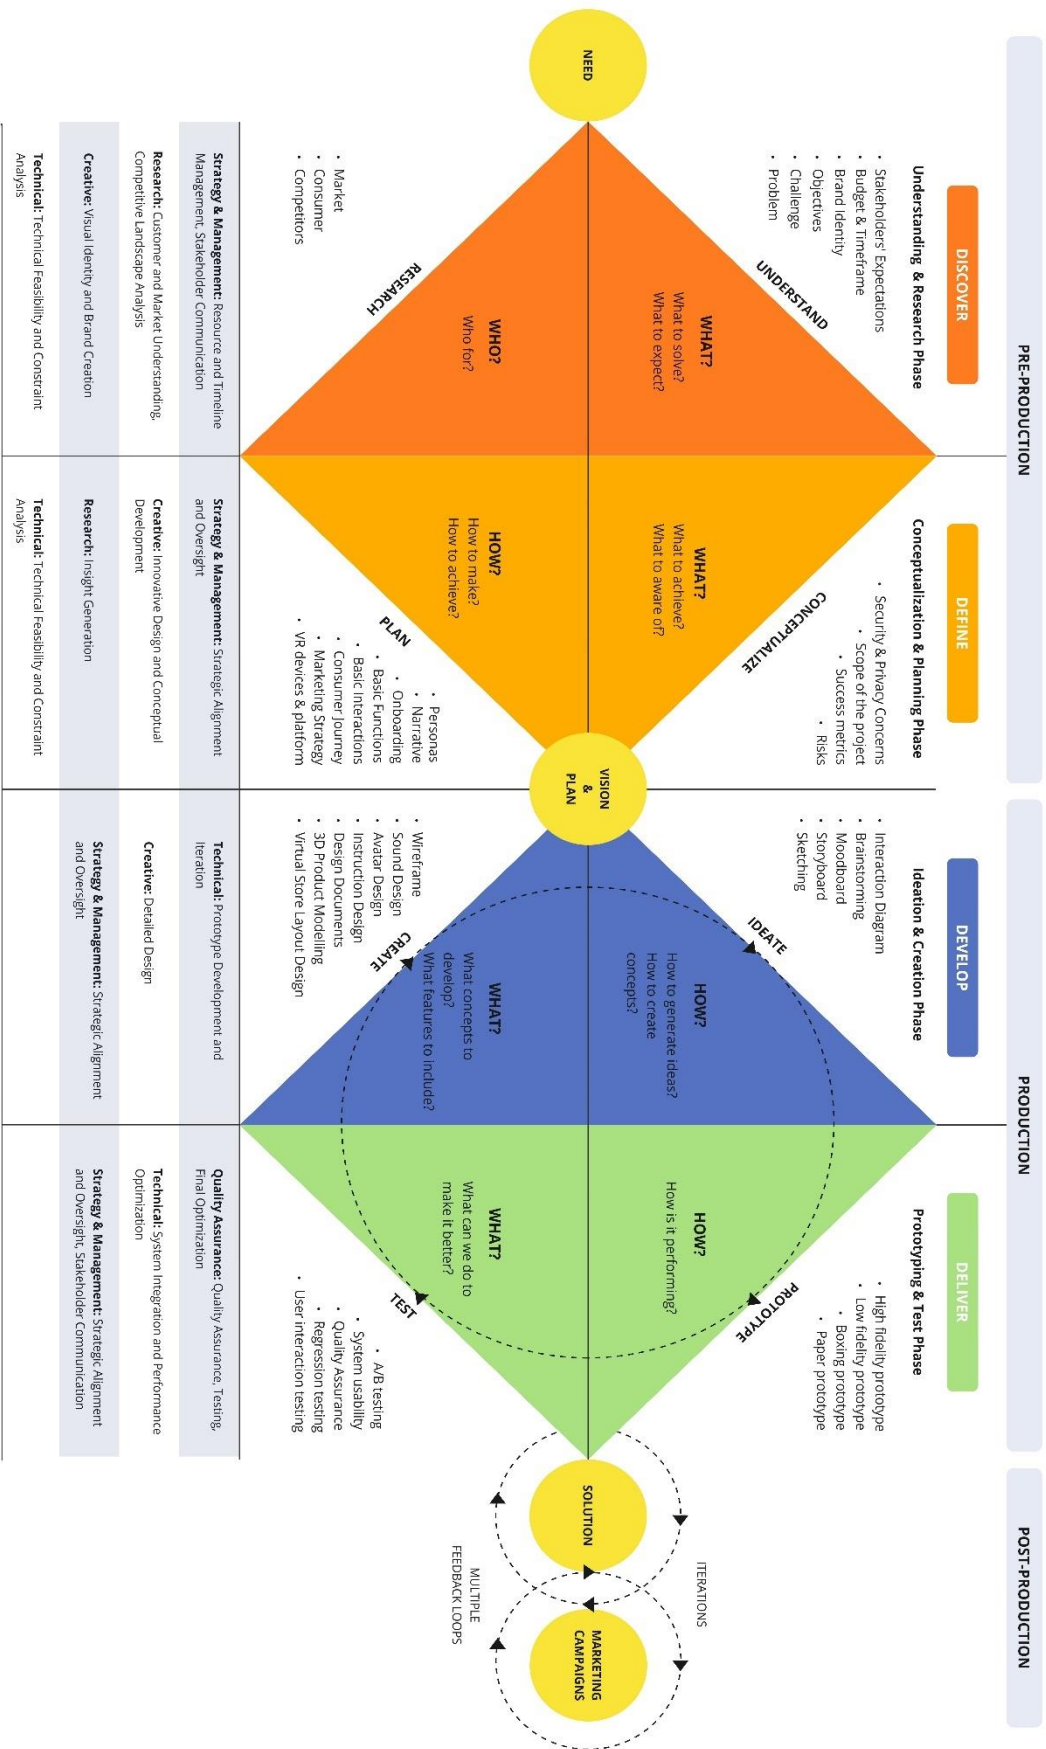 PRE-PRODUCTION
PRODUCTION
POST-PRODUCTION
DISCOVER
Understanding & Research Phase
• Stakeholders' Expectations
• Budget & Timeframe
• Brand Identity
• Objectives
• Challenge
• Problem
DEFINE
Conceptualization & Planning Phase
• Security & Privacy Concerns
• Scope of the project
• Success metrics
• Risks
DEVELOP
Ideation & Creation Phase
• Interaction Diagram
• Brainstorming
• Moodboard
• Storyboard
• Sketching
DELIVER
Prototyping & Test Phase
• High fidelity prototype
• Low fidelity prototype
• Boxing prototype
• Paper prototype
UNDERSTAND
CONCEPTUALIZE
IDEATE
PROTOTYPE
WHAT?
What to solve?
What to expect?
WHAT?
What to achieve?
What to aware of?
HOW?
How to generate ideas?
How to create
concepts?
HOW?
How is it performing?
ITERATIONS
NEED
VISION
&
PLAN
SOLUTION
MARKETING
CAMPAIGNS
WHO?
Who for?
HOW?
How to make?
How to achieve?
WHAT?
What concepts to
develop?
What features to include?
WHAT?
What can we do to
make it better?
MULTIPLE
FEEDBACK LOOPS
RESEARCH
PLAN
CREATE
TEST
• Market
• Consumer
• Competitors
• Personas
• Narrative
• Onboarding
• Basic Functions
• Basic Interactions
• Consumer Journey
• Marketing Strategy
• VR devices & platform
• Wireframe
• Sound Design
• Avatar Design
• Instruction Design
• Design Documents
• 3D Product Modelling
• Virtual Store Layout Design
• A/B testing
• System usability
• Quality Assurance
• Regression testing
• User interaction testing
Strategy & Management: Resource and Timeline
Management, Stakeholder Communication
Strategy & Management: Strategic Alignment
and Oversight
Technical: Prototype Development and
Iteration
Quality Assurance: Quality Assurance, Testing,
Final Optimization
Research: Customer and Market Understanding,
Competitive Landscape Analysis
Creative: Innovative Design and Conceptual
Development
Creative: Detailed Design
Technical: System Integration and Performance
Optimization
Creative: Visual Identity and Brand Creation
Research: Insight Generation
Strategy & Management: Strategic Alignment
and Oversight
Strategy & Management: Strategic Alignment
and Oversight, Stakeholder Communication
Technical: Technical Feasibility and Constraint
Analysis
Technical: Technical Feasibility and Constraint
Analysis